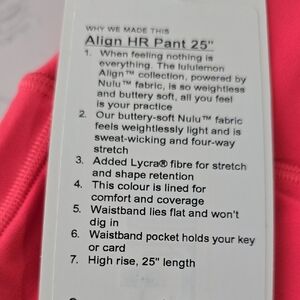 WHY WE MADE THIS
Align HR Pant 25"
1. When feeling nothing is
everything. The lululemon
Align™ collection, powered by
Nulu™ fabric, is so weightless
and buttery soft, all you feel
is your practice
2. Our buttery-soft Nulu™ fabric
feels weightlessly light and is
sweat-wicking and four-way
stretch
3. Added Lycra® fibre for stretch
and shape retention
4. This colour is lined for
comfort and coverage
5. Waistband lies flat and won't
dig in
6. Waistband pocket holds your key
or card
7. High rise, 25" length